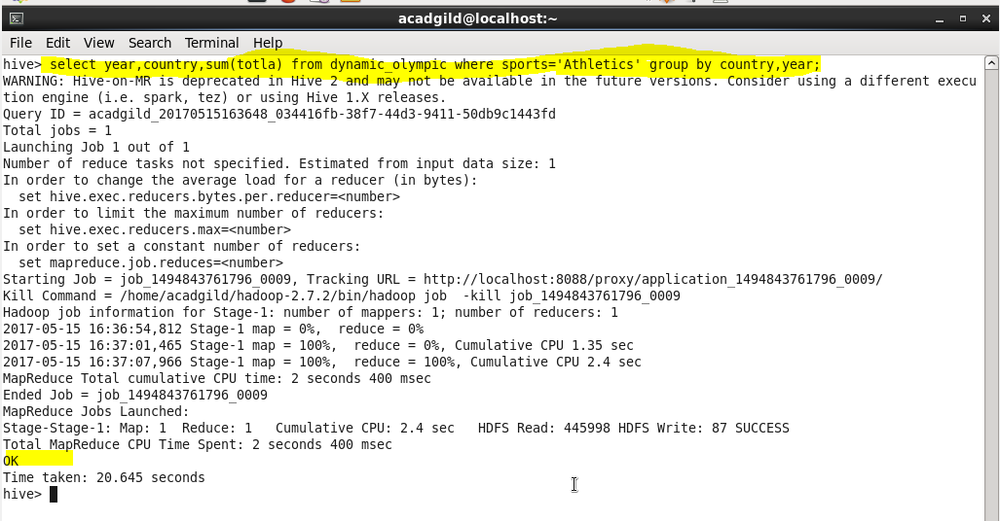 acadgild@localhost:~
File Edit View Search Terminal Help
hive> select year,country,sum(totla) from dynamic_olympic where sports='Athletics' group by country,year;
WARNING: Hive-on-MR is deprecated in Hive 2 and may not be available in the future versions. Consider using a different execu
tion engine (i.e. spark, tez) or using Hive 1.X releases.
Query ID = acadgild_20170515163648_034416fb-38f7-44d3-9411-50db9c1443fd
Total jobs = 1
Launching Job 1 out of 1
Number of reduce tasks not specified. Estimated from input data size: 1
In order to change the average load for a reducer (in bytes):
  set hive.exec.reducers.bytes.per.reducer=<number>
In order to limit the maximum number of reducers:
  set hive.exec.reducers.max=<number>
In order to set a constant number of reducers:
  set mapreduce.job.reduces=<number>
Starting Job = job_1494843761796_0009, Tracking URL = http://localhost:8088/proxy/application_1494843761796_0009/
Kill Command = /home/acadgild/hadoop-2.7.2/bin/hadoop job  -kill job_1494843761796_0009
Hadoop job information for Stage-1: number of mappers: 1; number of reducers: 1
2017-05-15 16:36:54,812 Stage-1 map = 0%,  reduce = 0%
2017-05-15 16:37:01,465 Stage-1 map = 100%,  reduce = 0%, Cumulative CPU 1.35 sec
2017-05-15 16:37:07,966 Stage-1 map = 100%,  reduce = 100%, Cumulative CPU 2.4 sec
MapReduce Total cumulative CPU time: 2 seconds 400 msec
Ended Job = job_1494843761796_0009
MapReduce Jobs Launched:
Stage-Stage-1: Map: 1  Reduce: 1   Cumulative CPU: 2.4 sec   HDFS Read: 445998 HDFS Write: 87 SUCCESS
Total MapReduce CPU Time Spent: 2 seconds 400 msec
OK
Time taken: 20.645 seconds
hive>